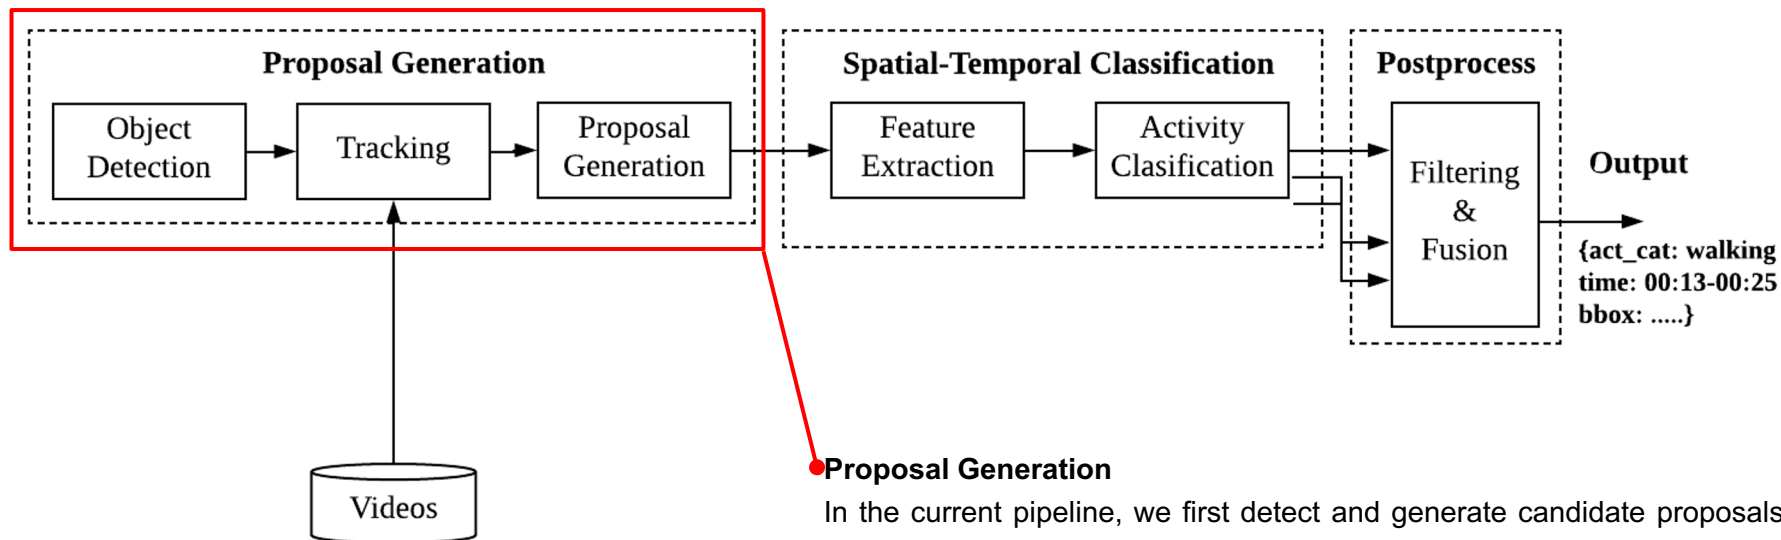 Proposal Generation
Object
Detection
Tracking
Proposal
Generation
Spatial-Temporal Classification
Feature
Extraction
Activity
Clasification
Postprocess
Filtering
&
Fusion
Output
{act_cat: walking
time: 00:13-00:25
bbox: .....}
Videos
Proposal Generation
In the current pipeline, we first detect and generate candidate proposals